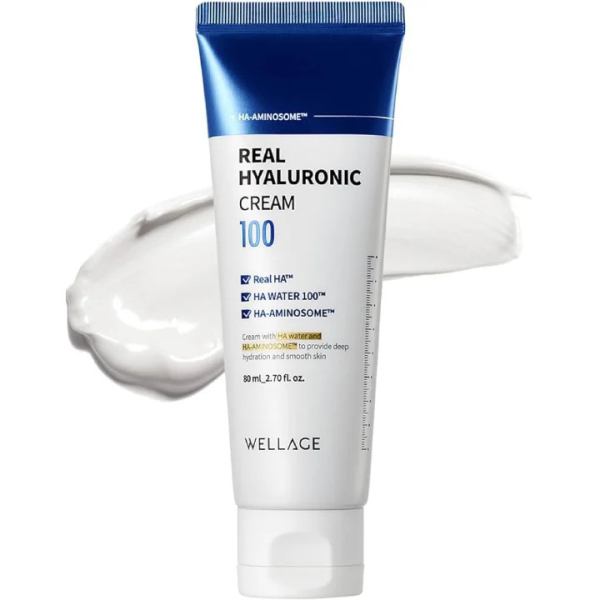 HA-AMINOSOME™
REAL
HYALURONIC
CREAM
100
Real HA™
HA WATER 100™
HA-AMINOSOME™
Cream with HA water and
HA-AMINOSOME™ to provide deep
hydration and smooth skin
80 ml_2.70 fl. oz.
WELLAGE